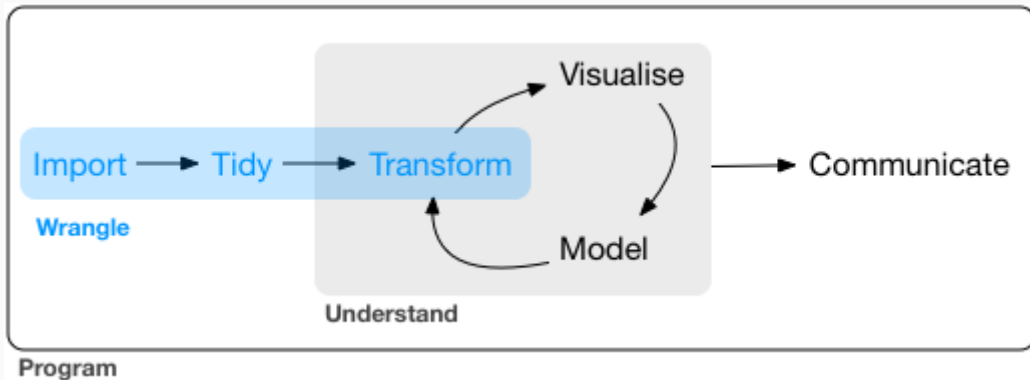 Visualise
Import Tidy Transform Communicate
Wrangle
Model
Understand
Program